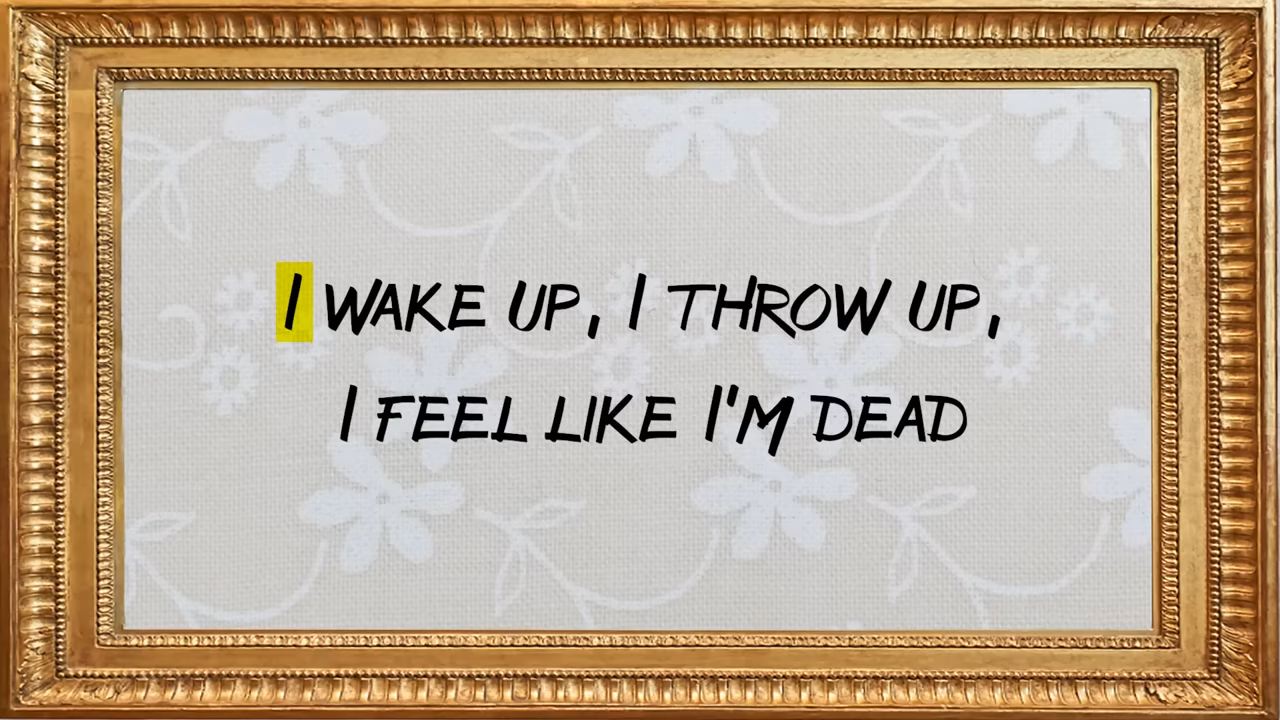 I WAKE UP, I THROW UP,
I FEEL LIKE I'M DEAD